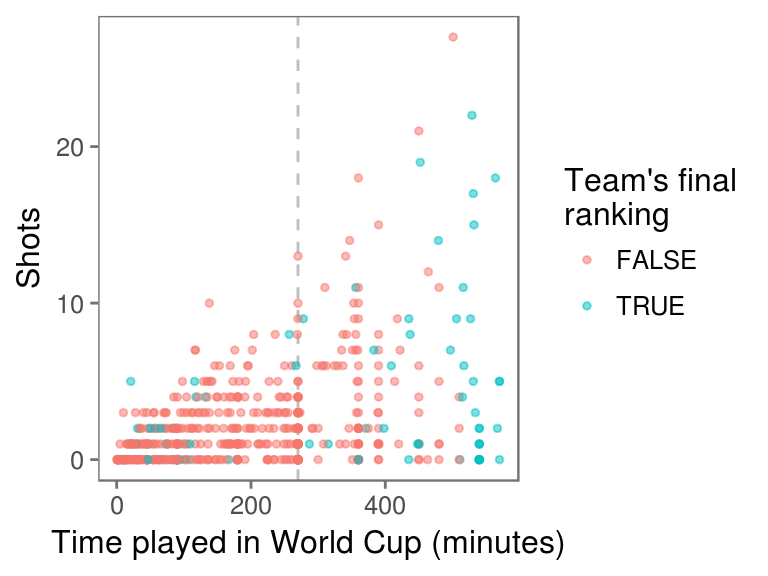 20
10
0
0
200
400
Shots
Time played in World Cup (minutes)
Team's final
ranking
FALSE
TRUE